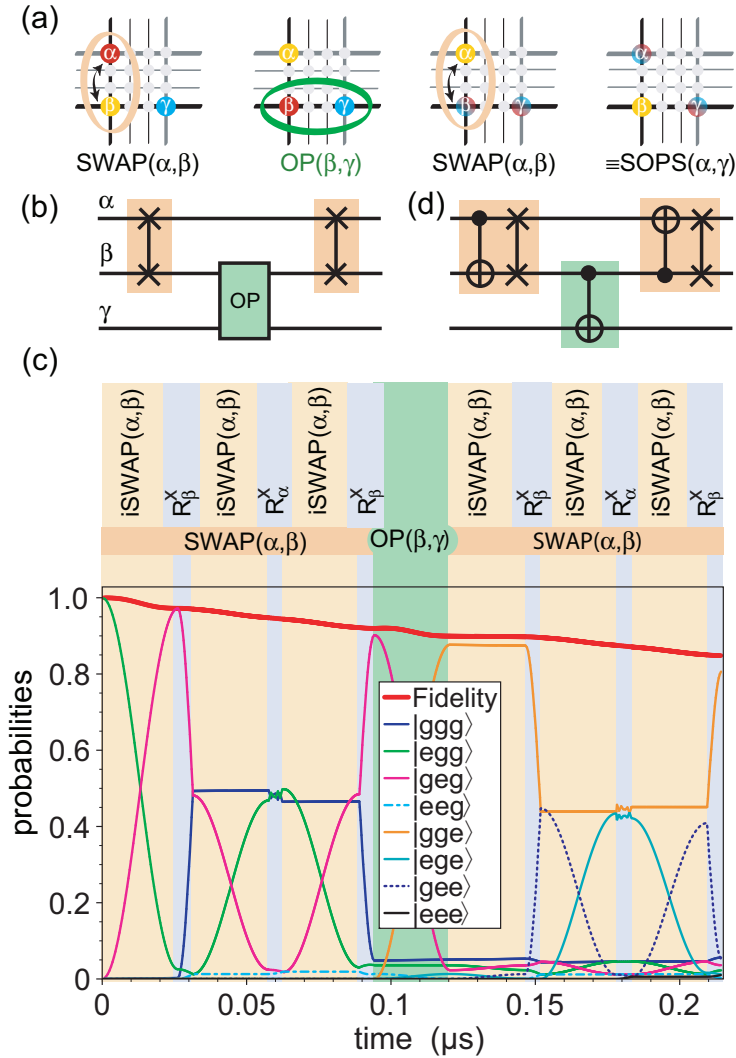 (a)
α α α α
β γ β γ β γ β γ
SWAP(α,β) OP(β,γ) SWAP(α,β) ≡SOPS(α,γ)
(b) (d)
α
β
γ
OP
(c)
iSWAP(α,β) R^X_β iSWAP(α,β) R^X_α iSWAP(α,β) R^X_β iSWAP(α,β) R^X_β iSWAP(α,β) R^X_α iSWAP(α,β) R^X_β
SWAP(α,β) OP(β,γ) SWAP(α,β)
1.0
0.8
0.6
0.4
0.2
0
probabilities
Fidelity
|ggg⟩
|egg⟩
|geg⟩
|eeg⟩
|gge⟩
|ege⟩
|gee⟩
|eee⟩
0 0.05 0.1 0.15 0.2
time (μs)